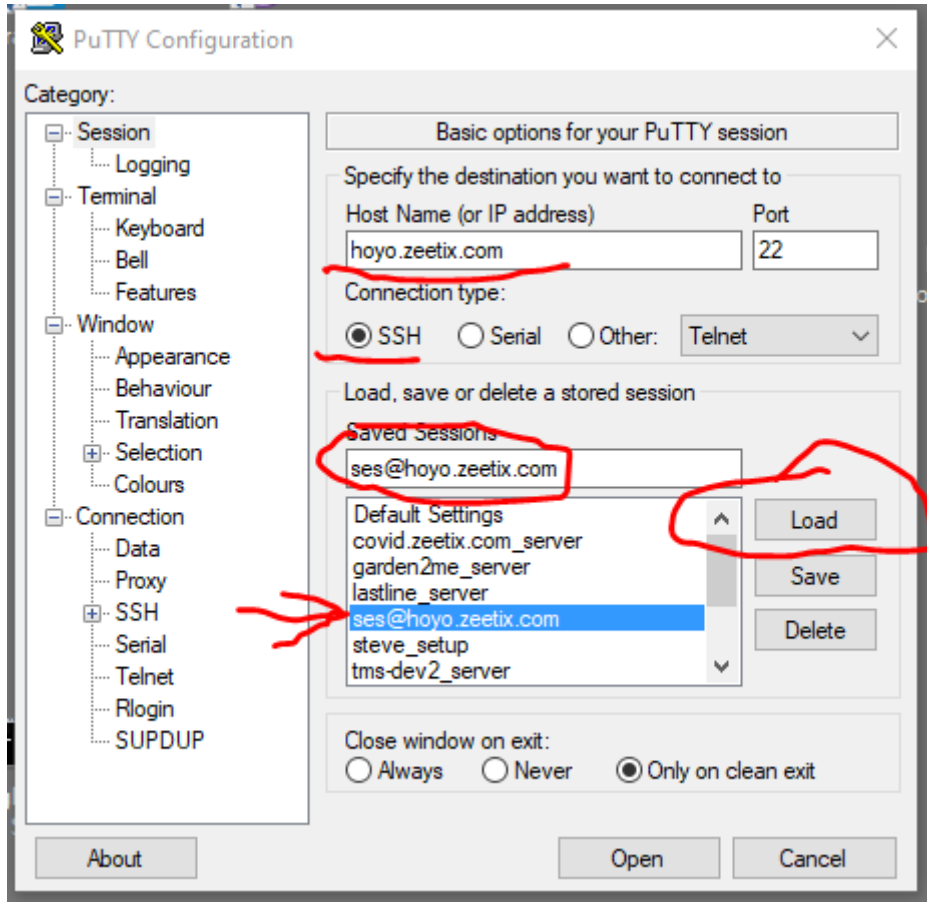 PuTTY Configuration
Category:
Session
Logging
Terminal
Keyboard
Bell
Features
Window
Appearance
Behaviour
Translation
Selection
Colours
Connection
Data
Proxy
SSH
Serial
Telnet
Rlogin
SUPDUP
Basic options for your PuTTY session
Specify the destination you want to connect to
Host Name (or IP address) Port
hoyo.zeetix.com 22
Connection type:
SSH Serial Other: Telnet
Load, save or delete a stored session
Saved Sessions
ses@hoyo.zeetix.com
Default Settings
covid.zeetix.com_server
garden2me_server
lastline_server
ses@hoyo.zeetix.com
steve_setup
tms-dev2_server
Load
Save
Delete
Close window on exit:
Always Never Only on clean exit
About Open Cancel